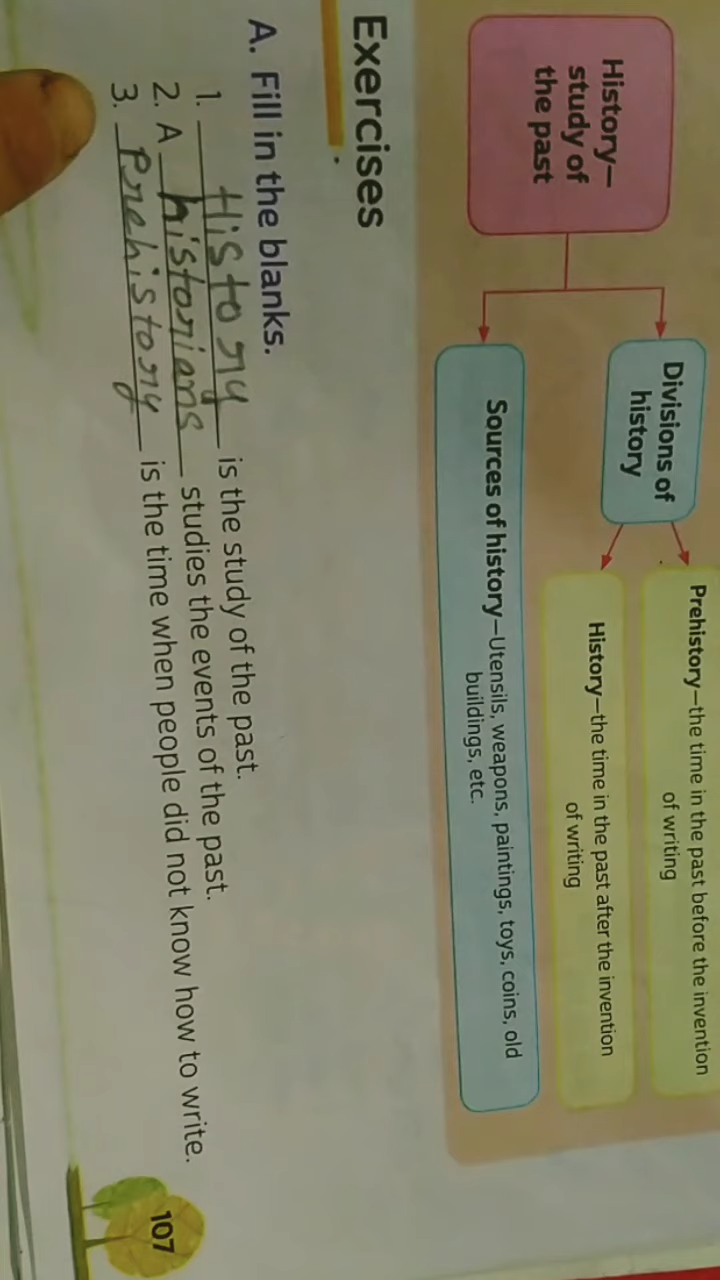 History–
study of
the past
Divisions of
history
Prehistory–the time in the past before the invention
of writing
History–the time in the past after the invention
of writing
Sources of history–Utensils, weapons, paintings, toys, coins, old
buildings, etc.
Exercises
A. Fill in the blanks.
1. History is the study of the past.
2. A historians studies the events of the past.
3. Prehistory is the time when people did not know how to write.
107